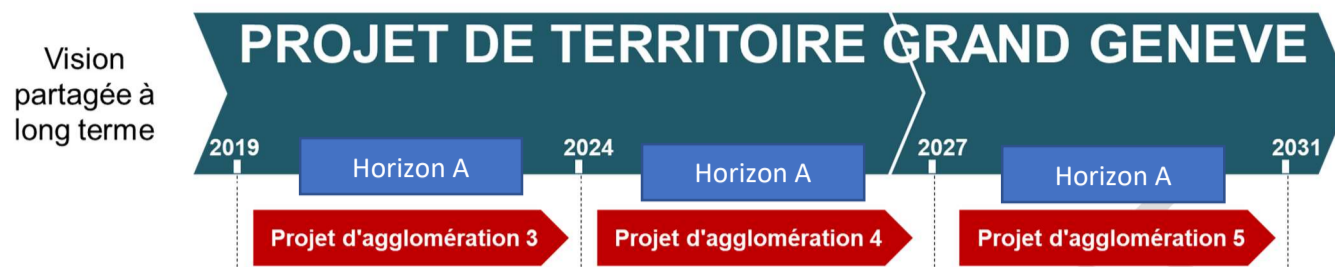 PROJET DE TERRITOIRE GRAND GENEVE
Vision
partagée à
long terme
2019
2024
2027
2031
Horizon A
Horizon A
Horizon A
Projet d'agglomération 3
Projet d'agglomération 4
Projet d'agglomération 5